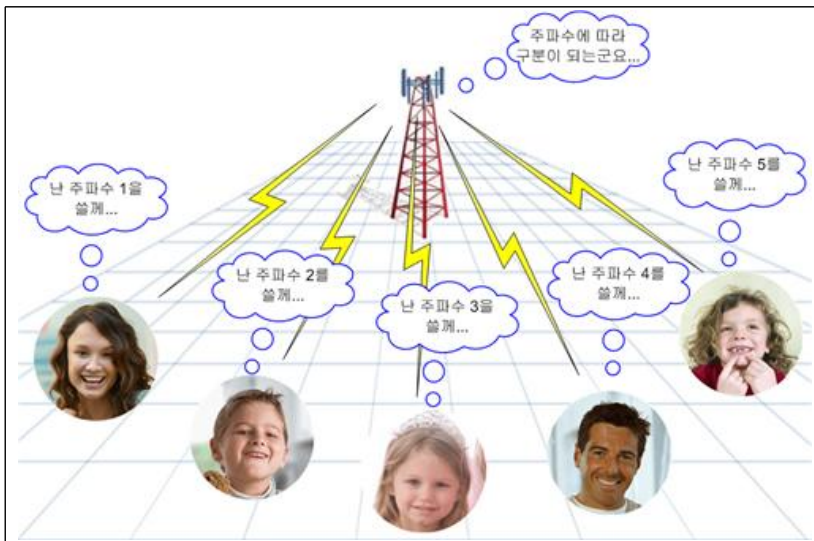 주파수에 따라
구분이 되는군요...
난 주파수 1을
쓸께...
난 주파수 2를
쓸께...
난 주파수 3을
쓸께...
난 주파수 4를
쓸께...
난 주파수 5를
쓸께...